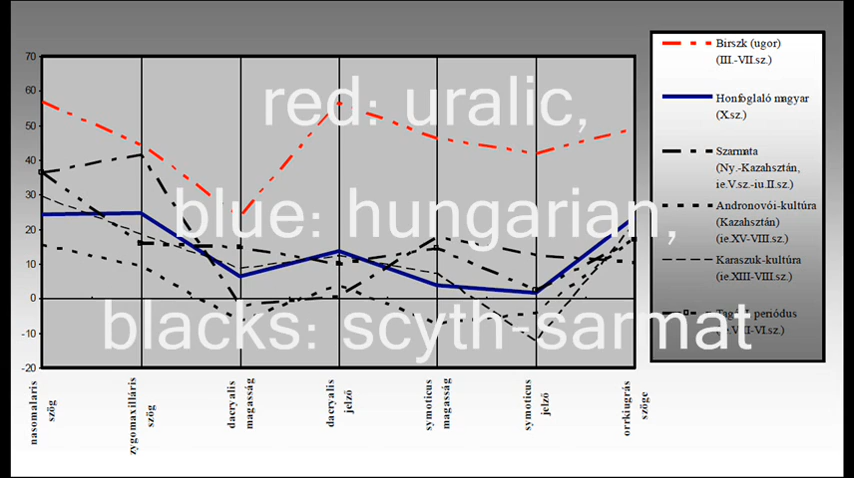 70
60
50
40
30
20
10
0
-10
-20
red: uralic,
blue: hungarian,
blacks: scyth-sarmat
nasomalaris
szög
zygomaxilláris
szög
dacryalis
magasság
dacryalis
jelző
symoticus
magasság
symoticus
jelző
orrkiugrás
szöge
Birszk (ugor)
(III.-VII.sz.)
Honfoglaló magyar
(X.sz.)
Szarmta
(Ny.-Kazahsztán,
ie.V.sz.-iu.II.sz.)
Andronovói-kultúra
(Kazahsztán)
(ie.XV-VIII.sz.)
Karaszuk-kultúra
(ie.XIII-VIII.sz.)
periódus